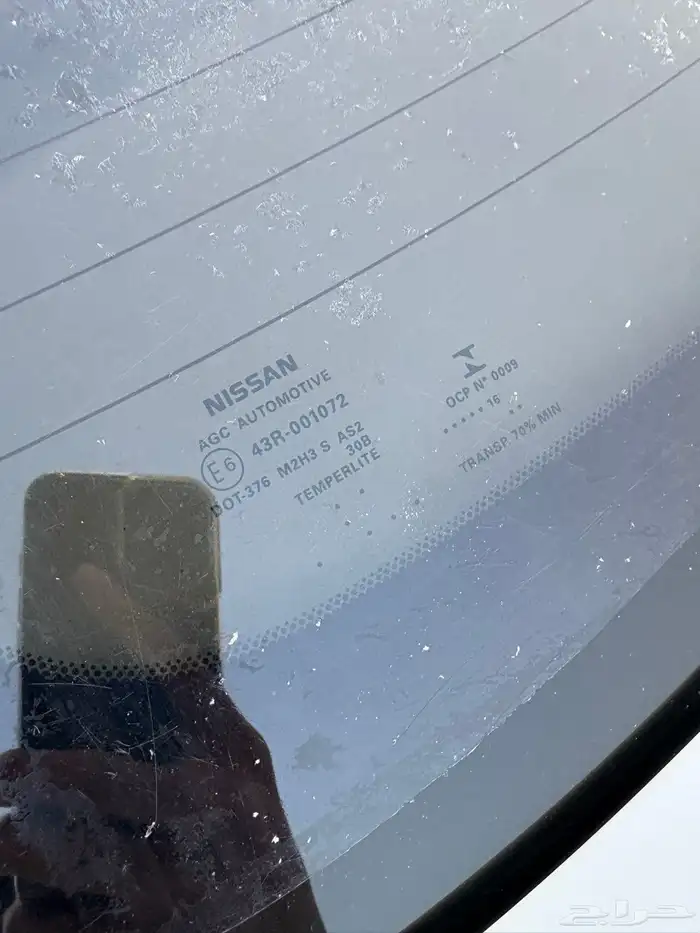 NISSAN
AGC AUTOMOTIVE
E6 43R-001072
DOT-376 M2H3 S AS2
30B
TEMPERLITE
OCP Nº 0009
•••••16
••
TRANSP 70% MIN
حراج